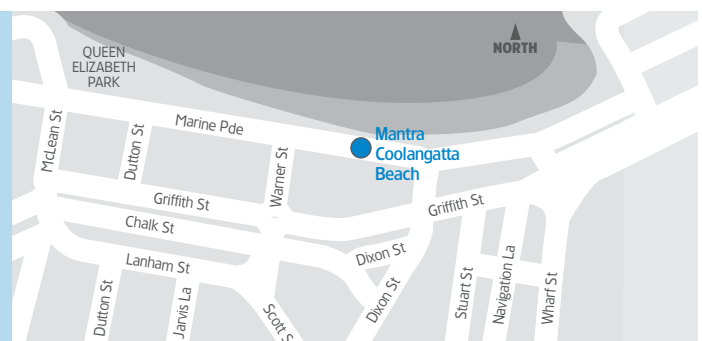 QUEEN
ELIZABETH
PARK
NORTH
Marine Pde
Mantra
Coolangatta
Beach
McLean St
Dutton St
Warner St
Griffith St
Griffith St
Chalk St
Lanham St
Dixon St
Dixon St
Stuart St
Navigation La
Wharf St
Dutton St
Jarvis La
Scott S